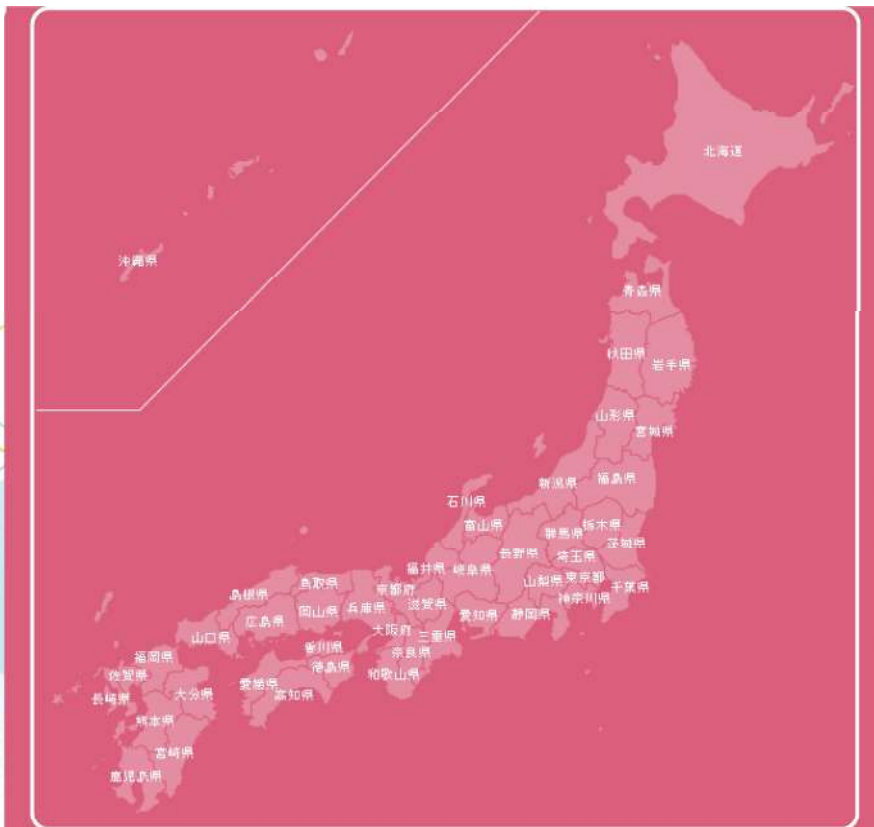 北海道
沖縄県
青森県
秋田県
岩手県
山形県
宮城県
新潟県
福島県
石川県
富山県
群馬県
栃木県
茨城県
長野県
埼玉県
福井県
岐阜県
山梨県
東京都
千葉県
神奈川県
島根県
鳥取県
京都府
滋賀県
愛知県
静岡県
広島県
岡山県
兵庫県
山口県
大阪府
三重県
奈良県
香川県
徳島県
和歌山県
愛媛県
高知県
福岡県
佐賀県
長崎県
大分県
熊本県
宮崎県
鹿児島県